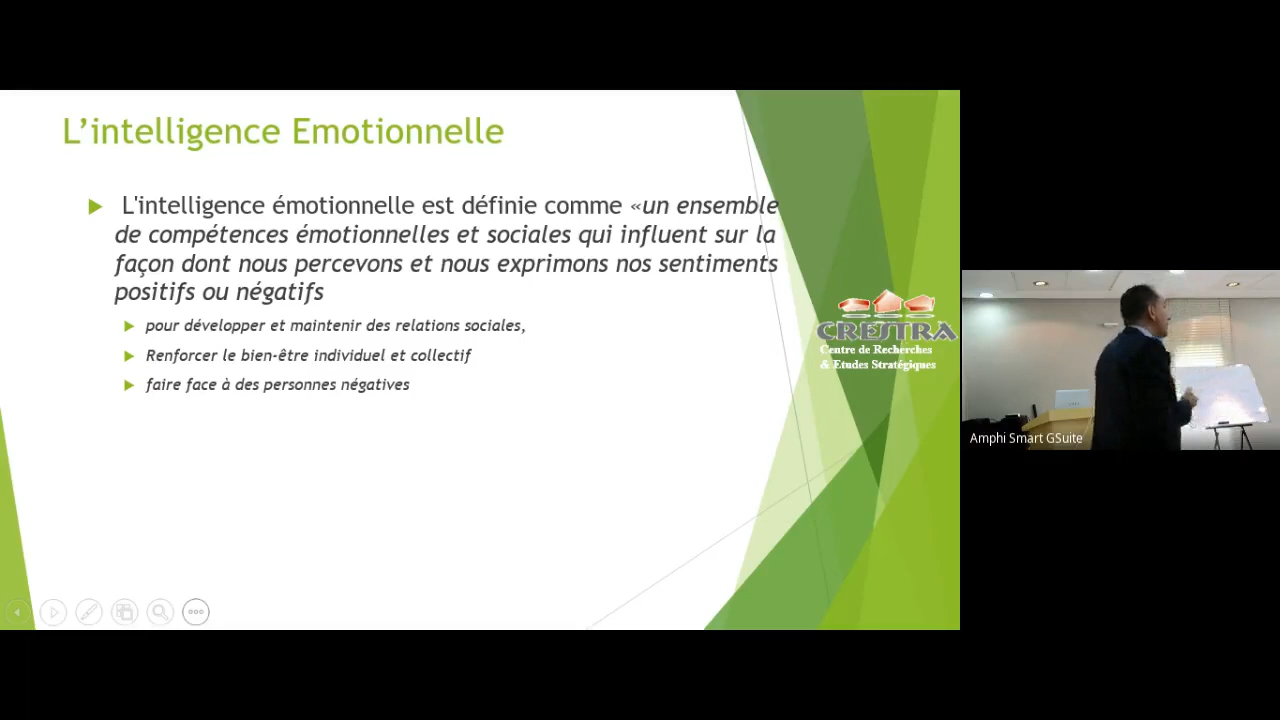 L’intelligence Emotionnelle
L'intelligence émotionnelle est définie comme «un ensemble
de compétences émotionnelles et sociales qui influent sur la
façon dont nous percevons et nous exprimons nos sentiments
positifs ou négatifs
pour développer et maintenir des relations sociales,
Renforcer le bien-être individuel et collectif
faire face à des personnes négatives
CRESTRA
Centre de Recherches
& Etudes Stratégiques
Amphi Smart GSuite